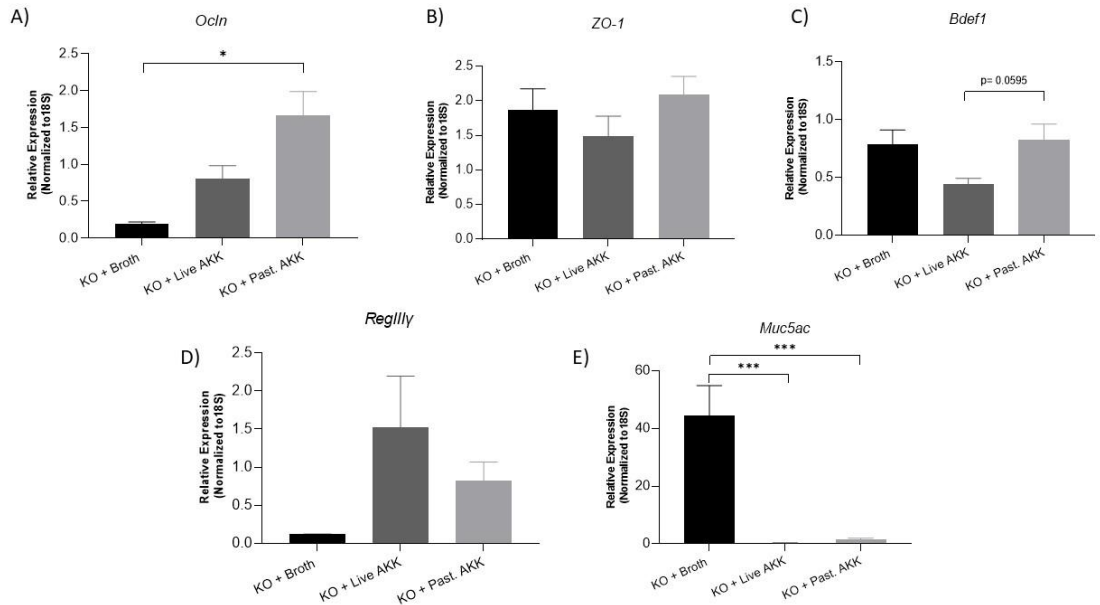 A)
Ocln
Relative Expression
(Normalized to18S)
2.5
2.0
1.5
1.0
0.5
0.0
*
KO + Broth
KO + Live AKK
KO + Past. AKK
B)
ZO-1
Relative Expression
(Normalized to18S)
2.5
2.0
1.5
1.0
0.5
0.0
KO + Broth
KO + Live AKK
KO + Past. AKK
C)
Bdef1
Relative Expression
(Normalized to18S)
1.5
1.0
0.5
0.0
p= 0.0595
KO + Broth
KO + Live AKK
KO + Past. AKK
D)
RegIIIγ
Relative Expression
(Normalized to18S)
2.5
2.0
1.5
1.0
0.5
0.0
KO + Broth
KO + Live AKK
KO + Past. AKK
E)
Muc5ac
Relative Expression
(Normalized to18S)
60
40
20
0
***
***
KO + Broth
KO + Live AKK
KO + Past. AKK